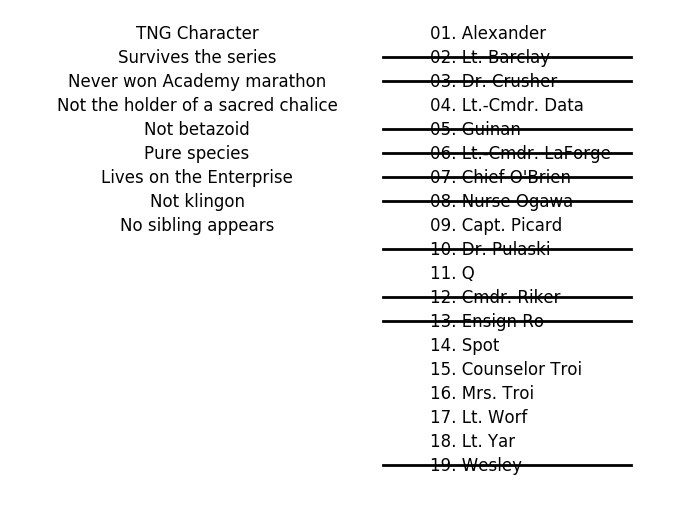 TNG Character
Survives the series
Never won Academy marathon
Not the holder of a sacred chalice
Not betazoid
Pure species
Lives on the Enterprise
Not klingon
No sibling appears
01. Alexander
02. Lt. Barclay
03. Dr. Crusher
04. Lt.-Cmdr. Data
05. Guinan
06. Lt.-Cmdr. LaForge
07. Chief O'Brien
08. Nurse Ogawa
09. Capt. Picard
10. Dr. Pulaski
11. Q
12. Cmdr. Riker
13. Ensign Ro
14. Spot
15. Counselor Troi
16. Mrs. Troi
17. Lt. Worf
18. Lt. Yar
19. Wesley